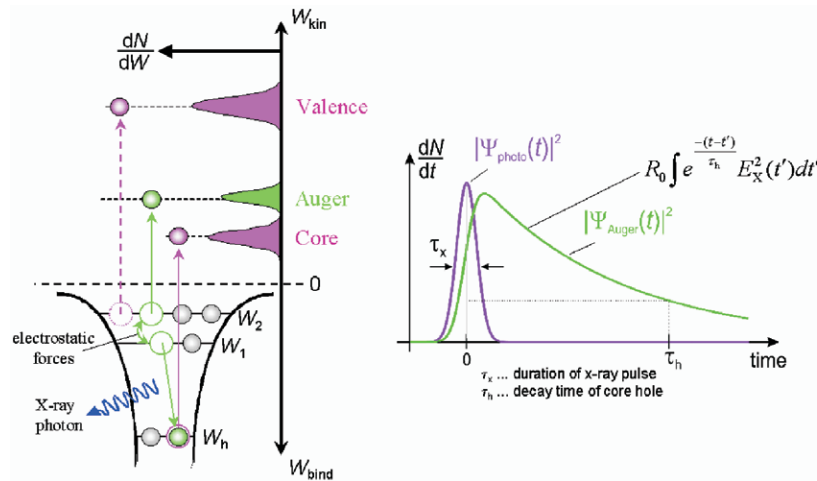 W_kin
dN
dW
Valence
Auger
Core
0
W_2
electrostatic
forces
W_1
X-ray
photon
W_h
W_bind
dN
dt
|Ψ_photo(t)|²
R_0 ∫ e^{-(t-t')/τ_h} E_X²(t')dt'
|Ψ_Auger(t)|²
τ_x
0
τ_h
time
τ_x ... duration of x-ray pulse
τ_h ... decay time of core hole